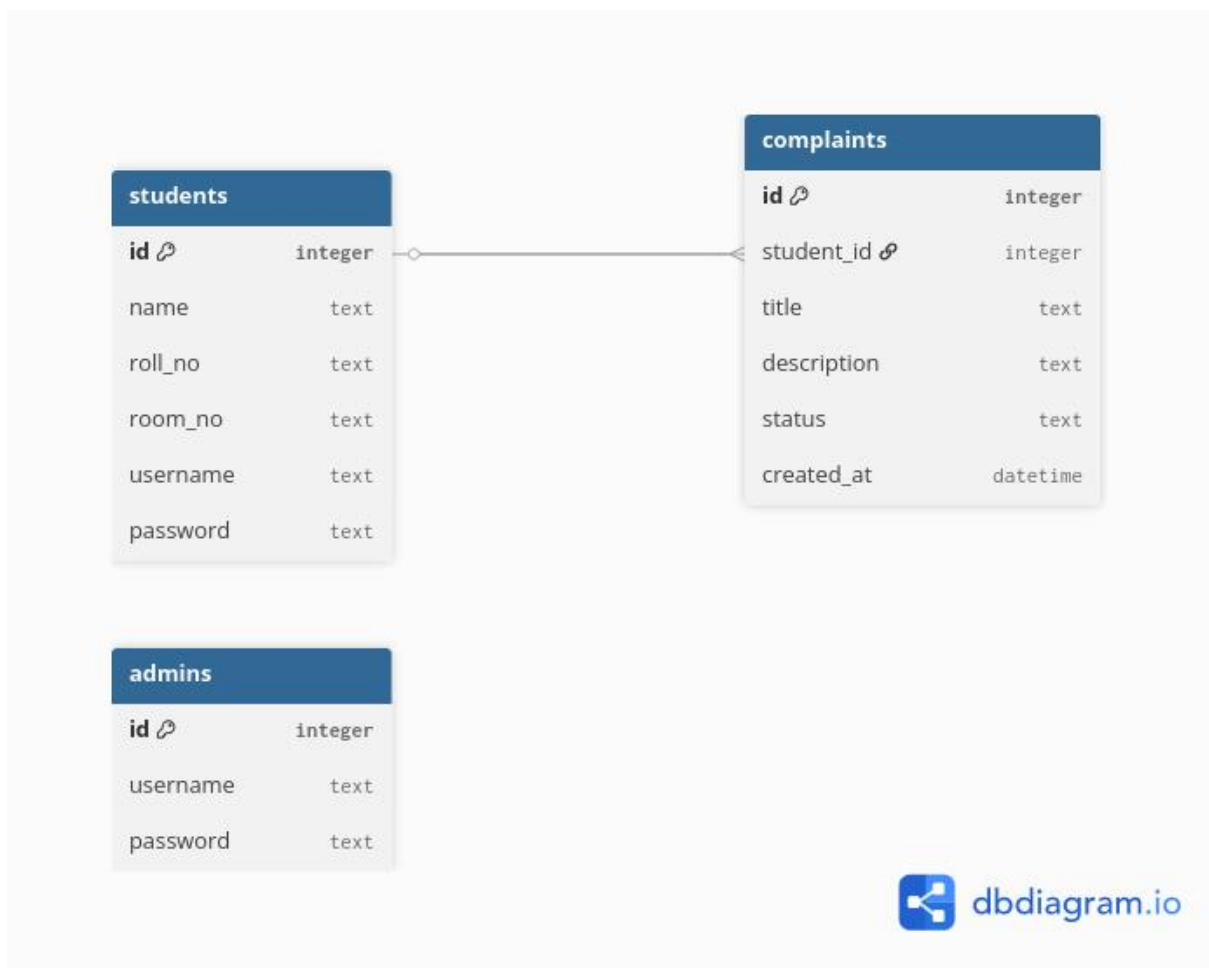 students
id integer
name text
roll_no text
room_no text
username text
password text
complaints
id integer
student_id integer
title text
description text
status text
created_at datetime
admins
id integer
username text
password text
dbdiagram.io